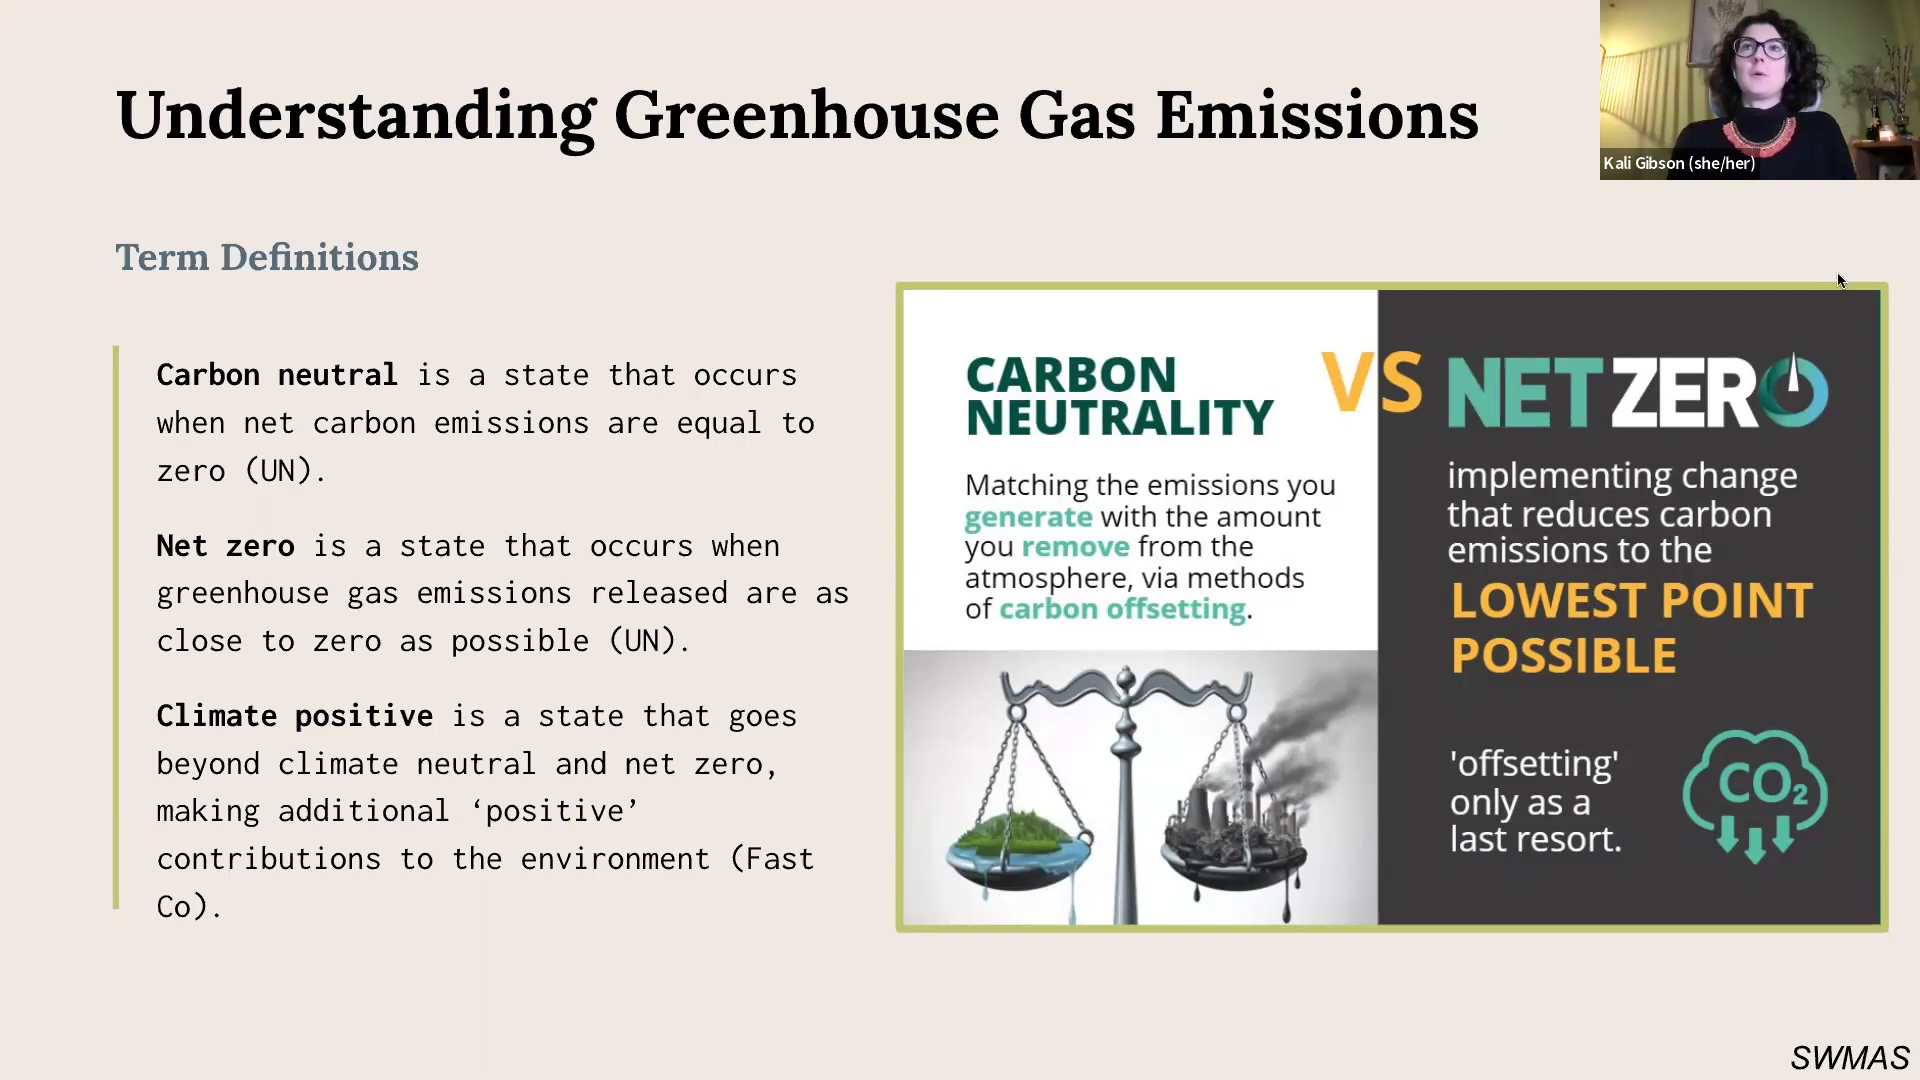 Understanding Greenhouse Gas Emissions
Kali Gibson (she/her)
Term Definitions
Carbon neutral is a state that occurs
when net carbon emissions are equal to
zero (UN).
Net zero is a state that occurs when
greenhouse gas emissions released are as
close to zero as possible (UN).
Climate positive is a state that goes
beyond climate neutral and net zero,
making additional ‘positive’
contributions to the environment (Fast
Co).
CARBON
NEUTRALITY
Matching the emissions you
generate with the amount
you remove from the
atmosphere, via methods
of carbon offsetting.
VS
NET ZERO
implementing change
that reduces carbon
emissions to the
LOWEST POINT
POSSIBLE
'offsetting'
only as a
last resort.
CO₂
SWMAS